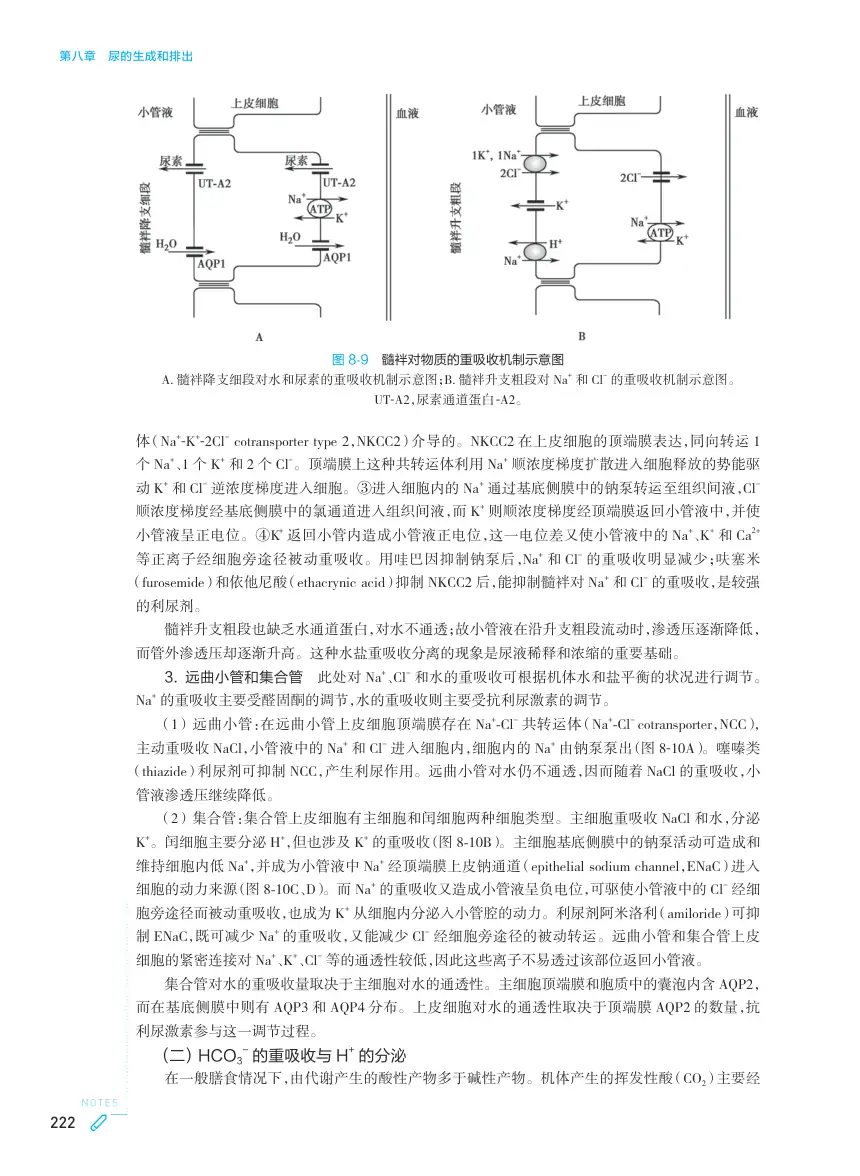 第八章 尿的生成和排出
小管液
上皮细胞
血液
尿素
UT-A2
尿素
UT-A2
Na⁺
ATP
K⁺
髓袢降支细段
H₂O
AQP1
H₂O
AQP1
A
小管液
上皮细胞
血液
1K⁺, 1Na⁺
2Cl⁻
2Cl⁻
K⁺
髓袢升支粗段
Na⁺
ATP
K⁺
H⁺
Na⁺
B
图 8-9 髓袢对物质的重吸收机制示意图
A. 髓袢降支细段对水和尿素的重吸收机制示意图;B. 髓袢升支粗段对 Na⁺ 和 Cl⁻ 的重吸收机制示意图。
UT-A2,尿素通道蛋白-A2。
体(Na⁺-K⁺-2Cl⁻ cotransporter type 2,NKCC2)介导的。NKCC2 在上皮细胞的顶端膜表达,同向转运 1
个 Na⁺、1 个 K⁺ 和 2 个 Cl⁻。顶端膜上这种共转运体利用 Na⁺ 顺浓度梯度扩散进入细胞释放的势能驱
动 K⁺ 和 Cl⁻ 逆浓度梯度进入细胞。③进入细胞内的 Na⁺ 通过基底侧膜中的钠泵转运至组织间液,Cl⁻
顺浓度梯度经基底侧膜中的氯通道进入组织间液,而 K⁺ 则顺浓度梯度经顶端膜返回小管液中,并使
小管液呈正电位。④K⁺ 返回小管内造成小管液正电位,这一电位差又使小管液中的 Na⁺、K⁺ 和 Ca²⁺
等正离子经细胞旁途径被动重吸收。用哇巴因抑制钠泵后,Na⁺ 和 Cl⁻ 的重吸收明显减少;呋塞米
(furosemide)和依他尼酸(ethacrynic acid)抑制 NKCC2 后,能抑制髓袢对 Na⁺ 和 Cl⁻ 的重吸收,是较强
的利尿剂。
髓袢升支粗段也缺乏水通道蛋白,对水不通透;故小管液在沿升支粗段流动时,渗透压逐渐降低,
而管外渗透压却逐渐升高。这种水盐重吸收分离的现象是尿液稀释和浓缩的重要基础。
3. 远曲小管和集合管 此处对 Na⁺、Cl⁻ 和水的重吸收可根据机体水和盐平衡的状况进行调节。
Na⁺ 的重吸收主要受醛固酮的调节,水的重吸收则主要受抗利尿激素的调节。
(1)远曲小管:在远曲小管上皮细胞顶端膜存在 Na⁺-Cl⁻ 共转运体(Na⁺-Cl⁻ cotransporter,NCC),
主动重吸收 NaCl,小管液中的 Na⁺ 和 Cl⁻ 进入细胞内,细胞内的 Na⁺ 由钠泵泵出(图 8-10A)。噻嗪类
(thiazide)利尿剂可抑制 NCC,产生利尿作用。远曲小管对水仍不通透,因而随着 NaCl 的重吸收,小
管液渗透压继续降低。
(2)集合管:集合管上皮细胞有主细胞和闰细胞两种细胞类型。主细胞重吸收 NaCl 和水,分泌
K⁺。闰细胞主要分泌 H⁺,但也涉及 K⁺ 的重吸收(图 8-10B)。主细胞基底侧膜中的钠泵活动可造成和
维持细胞内低 Na⁺,并成为小管液中 Na⁺ 经顶端膜上皮钠通道(epithelial sodium channel,ENaC)进入
细胞的动力来源(图 8-10C、D)。而 Na⁺ 的重吸收又造成小管液呈负电位,可驱使小管液中的 Cl⁻ 经细
胞旁途径而被动重吸收,也成为 K⁺ 从细胞内分泌入小管腔的动力。利尿剂阿米洛利(amiloride)可抑
制 ENaC,既可减少 Na⁺ 的重吸收,又能减少 Cl⁻ 经细胞旁途径的被动转运。远曲小管和集合管上皮
细胞的紧密连接对 Na⁺、K⁺、Cl⁻ 等的通透性较低,因此这些离子不易透过该部位返回小管液。
集合管对水的重吸收量取决于主细胞对水的通透性。主细胞顶端膜和胞质中的囊泡内含 AQP2,
而在基底侧膜中则有 AQP3 和 AQP4 分布。上皮细胞对水的通透性取决于顶端膜 AQP2 的数量,抗
利尿激素参与这一调节过程。
(二)HCO₃⁻ 的重吸收与 H⁺ 的分泌
在一般膳食情况下,由代谢产生的酸性产物多于碱性产物。机体产生的挥发性酸(CO₂)主要经
NOTES
222